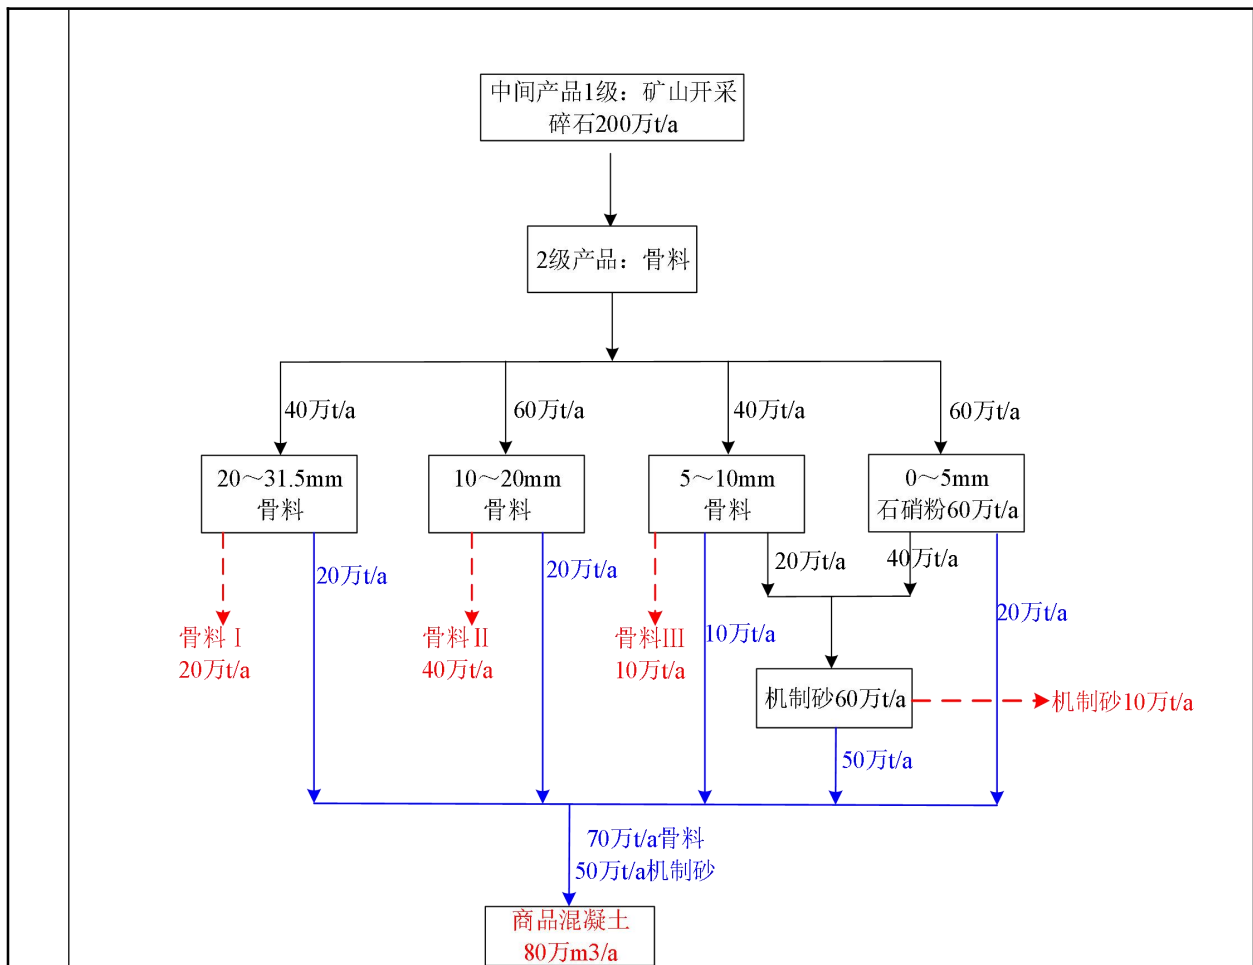 中间产品1级：矿山开采
碎石200万t/a
2级产品：骨料
40万t/a
60万t/a
40万t/a
60万t/a
20～31.5mm
骨料
10～20mm
骨料
5～10mm
骨料
0～5mm
石硝粉60万t/a
20万t/a
20万t/a
20万t/a
40万t/a
骨料Ⅰ
20万t/a
骨料Ⅱ
40万t/a
骨料Ⅲ
10万t/a
10万t/a
20万t/a
机制砂60万t/a
机制砂10万t/a
50万t/a
70万t/a骨料
50万t/a机制砂
商品混凝土
80万m3/a